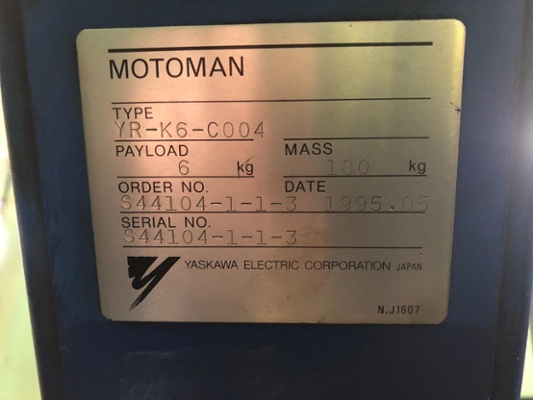 MOTOMAN
TYPE
YR-K6-C004
PAYLOAD MASS
6 kg 180 kg
ORDER NO. DATE
S44104-1-1-3 1995.05
SERIAL NO.
S44104-1-1-3
YASKAWA ELECTRIC CORPORATION JAPAN
N.J1607